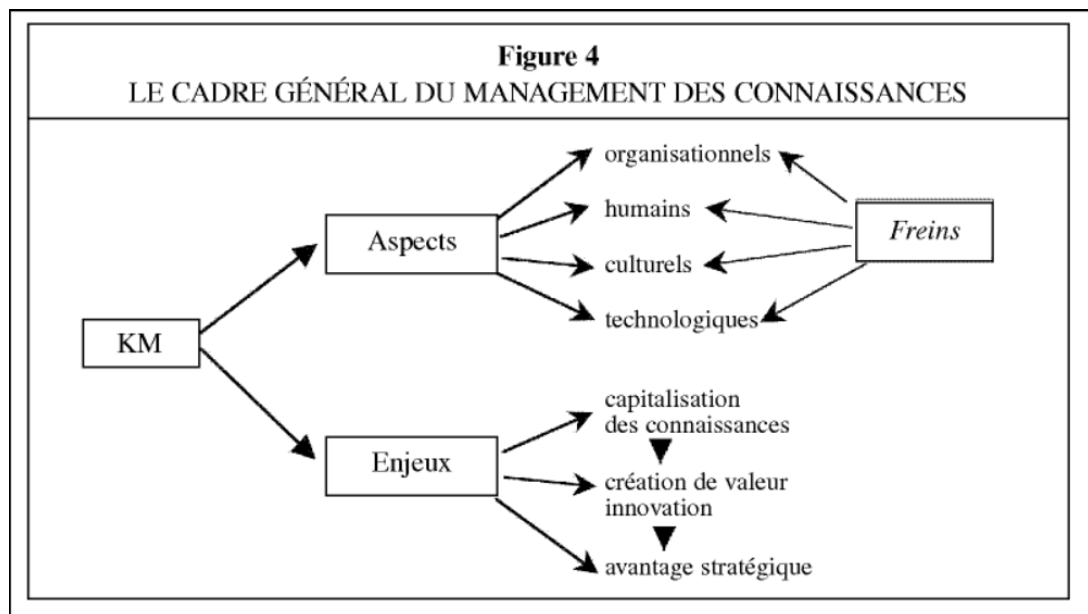 Figure 4
LE CADRE GÉNÉRAL DU MANAGEMENT DES CONNAISSANCES
organisationnels
humains
Aspects
Freins
culturels
technologiques
KM
capitalisation
des connaissances
Enjeux
création de valeur
innovation
avantage stratégique